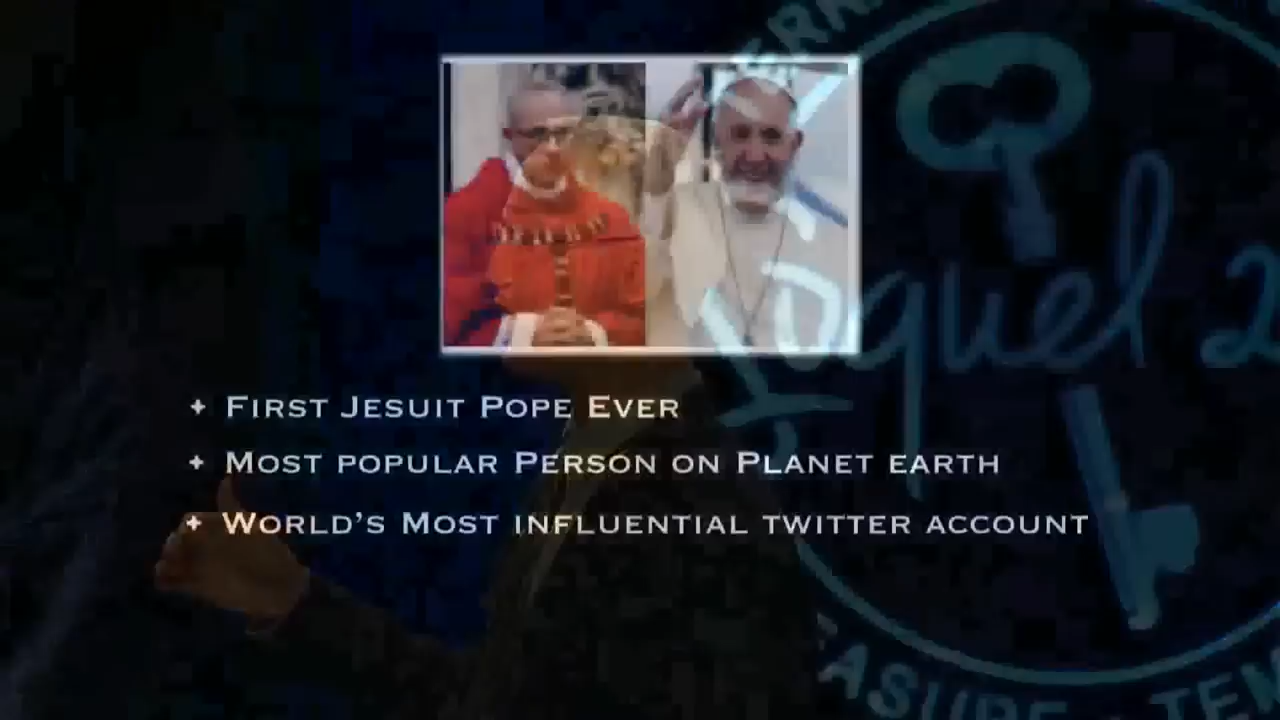 First Jesuit Pope Ever
Most popular Person on Planet earth
World's Most influential twitter account